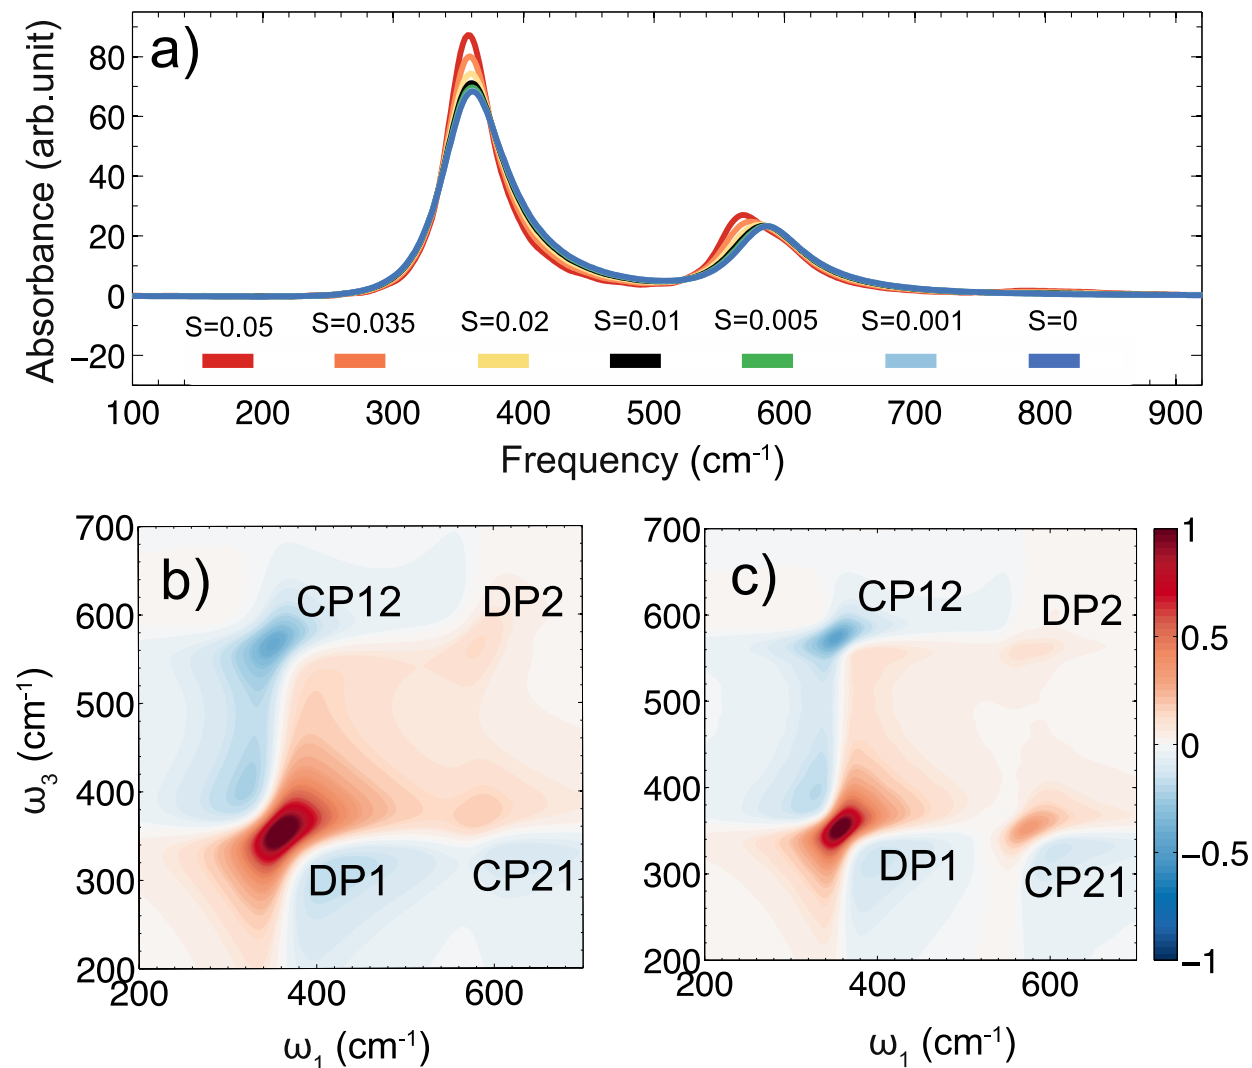 a)
Absorbance (arb.unit)
80
60
40
20
0
−20
S=0.05 S=0.035 S=0.02 S=0.01 S=0.005 S=0.001 S=0
100 200 300 400 500 600 700 800 900
Frequency (cm-1)
b)
CP12
DP2
DP1
CP21
700
600
500
400
300
200
200 400 600
ω3 (cm-1)
ω1 (cm-1)
c)
CP12
DP2
DP1
CP21
700
600
500
400
300
200
200 400 600
ω1 (cm-1)
1
0.5
0
−0.5
−1